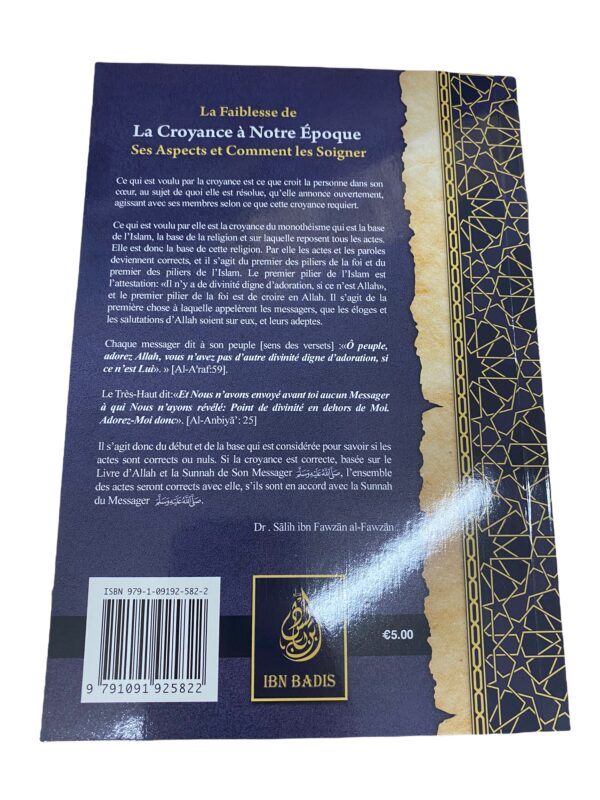 La Faiblesse de
La Croyance à Notre Époque
Ses Aspects et Comment les Soigner
Ce qui est voulu par la croyance est ce que croit la personne dans son
cœur, au sujet de quoi elle est résolue, qu'elle annonce ouvertement,
agissant avec ses membres selon ce que cette croyance requiert.
Ce qui est voulu par elle est la croyance du monothéisme qui est la base
de l'Islam, la base de la religion et sur laquelle reposent tous les actes.
Elle est donc la base de cette religion. Par elle les actes et les paroles
deviennent corrects, et il s'agit du premier des piliers de la foi et du
premier des piliers de l'Islam. Le premier pilier de l'Islam est
l'attestation: «Il n'y a de divinité digne d'adoration, si ce n'est Allah»,
et le premier pilier de la foi est de croire en Allah. Il s'agit de la
première chose à laquelle appelèrent les messagers, que les éloges et
les salutations d'Allah soient sur eux, et leurs adeptes.
Chaque messager dit à son peuple [sens des versets] :«Ô peuple,
adorez Allah, vous n'avez pas d'autre divinité digne d'adoration, si
ce n'est Lui». » [Al-A'raf:59].
Le Très-Haut dit:«Et Nous n'avons envoyé avant toi aucun Messager
à qui Nous n'ayons révélé: Point de divinité en dehors de Moi.
Adorez-Moi donc». [Al-Anbiyā': 25]
Il s'agit donc du début et de la base qui est considérée pour savoir si les
actes sont corrects ou nuls. Si la croyance est correcte, basée sur le
Livre d'Allah et la Sunnah de Son Messager صَلَّى اللَّهُ عَلَيْهِ وَسَلَّمَ, l'ensemble
des actes seront corrects avec elle, s'ils sont en accord avec la Sunnah
du Messager صَلَّى اللَّهُ عَلَيْهِ وَسَلَّمَ.
Dr . Sālih ibn Fawzān al-Fawzān
ISBN 979-1-09192-582-2
9 791091 925822
ابن باديس
IBN BADIS
€5.00